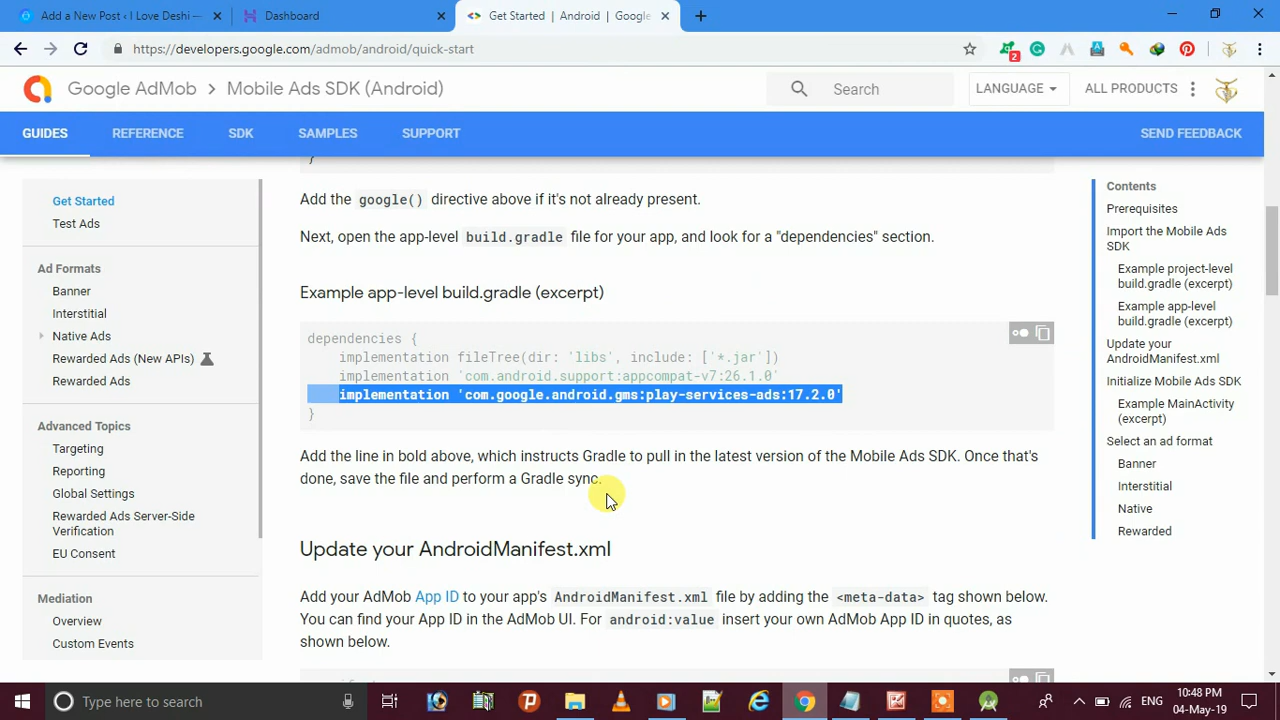 Add a New Post ‹ I Love Deshi —
Dashboard
Get Started | Android | Google
https://developers.google.com/admob/android/quick-start
2
Google AdMob > Mobile Ads SDK (Android)
Search
LANGUAGE
ALL PRODUCTS
GUIDES
REFERENCE
SDK
SAMPLES
SUPPORT
SEND FEEDBACK
Get Started
Test Ads
Ad Formats
Banner
Interstitial
Native Ads
Rewarded Ads (New APIs)
Rewarded Ads
Advanced Topics
Targeting
Reporting
Global Settings
Rewarded Ads Server-Side
Verification
EU Consent
Mediation
Overview
Custom Events
}
Add the google() directive above if it's not already present.
Next, open the app-level build.gradle file for your app, and look for a "dependencies" section.
Example app-level build.gradle (excerpt)
dependencies {
implementation fileTree(dir: 'libs', include: ['*.jar'])
implementation 'com.android.support:appcompat-v7:26.1.0'
implementation 'com.google.android.gms:play-services-ads:17.2.0'
}
Add the line in bold above, which instructs Gradle to pull in the latest version of the Mobile Ads SDK. Once that's
done, save the file and perform a Gradle sync.
Update your AndroidManifest.xml
Add your AdMob App ID to your app's AndroidManifest.xml file by adding the <meta-data> tag shown below.
You can find your App ID in the AdMob UI. For android:value insert your own AdMob App ID in quotes, as
shown below.
Contents
Prerequisites
Import the Mobile Ads
SDK
Example project-level
build.gradle (excerpt)
Example app-level
build.gradle (excerpt)
Update your
AndroidManifest.xml
Initialize Mobile Ads SDK
Example MainActivity
(excerpt)
Select an ad format
Banner
Interstitial
Native
Rewarded
Type here to search
ENG
10:48 PM
04-May-19